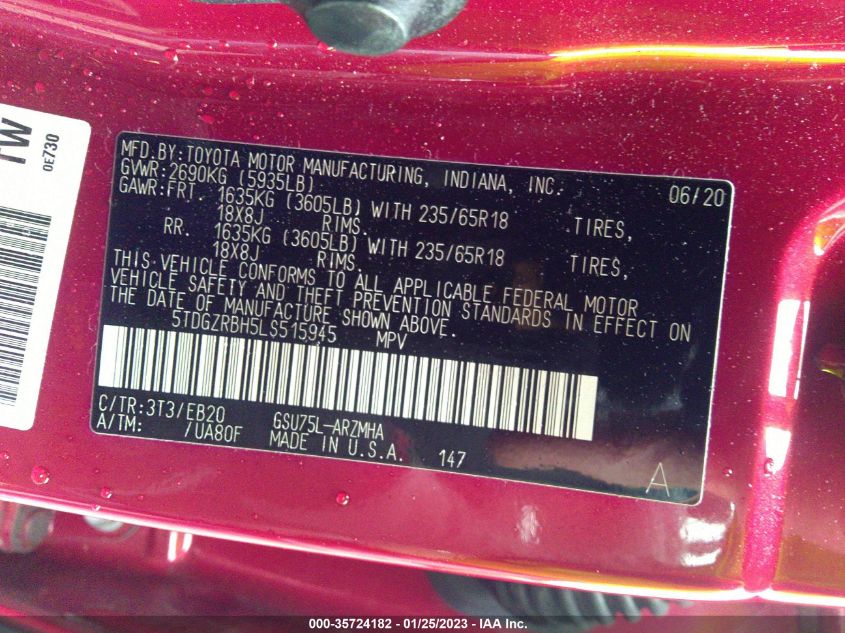 TW
0E730
MFD.BY:TOYOTA MOTOR MANUFACTURING, INDIANA, INC. 06/20
GVWR:2690KG (5935LB)
GAWR:FRT. 1635KG (3605LB) WITH 235/65R18 TIRES,
18X8J RIMS.
RR. 1635KG (3605LB) WITH 235/65R18 TIRES,
18X8J RIMS.
THIS VEHICLE CONFORMS TO ALL APPLICABLE FEDERAL MOTOR
VEHICLE SAFETY AND THEFT PREVENTION STANDARDS IN EFFECT ON
THE DATE OF MANUFACTURE SHOWN ABOVE.
5TDGZRBH5LS515945 MPV
C/TR:3T3/EB20 GSU75L-ARZMHA
A/TM: /UA80F MADE IN U.S.A. 147
A
000-35724182 - 01/25/2023 - IAA Inc.